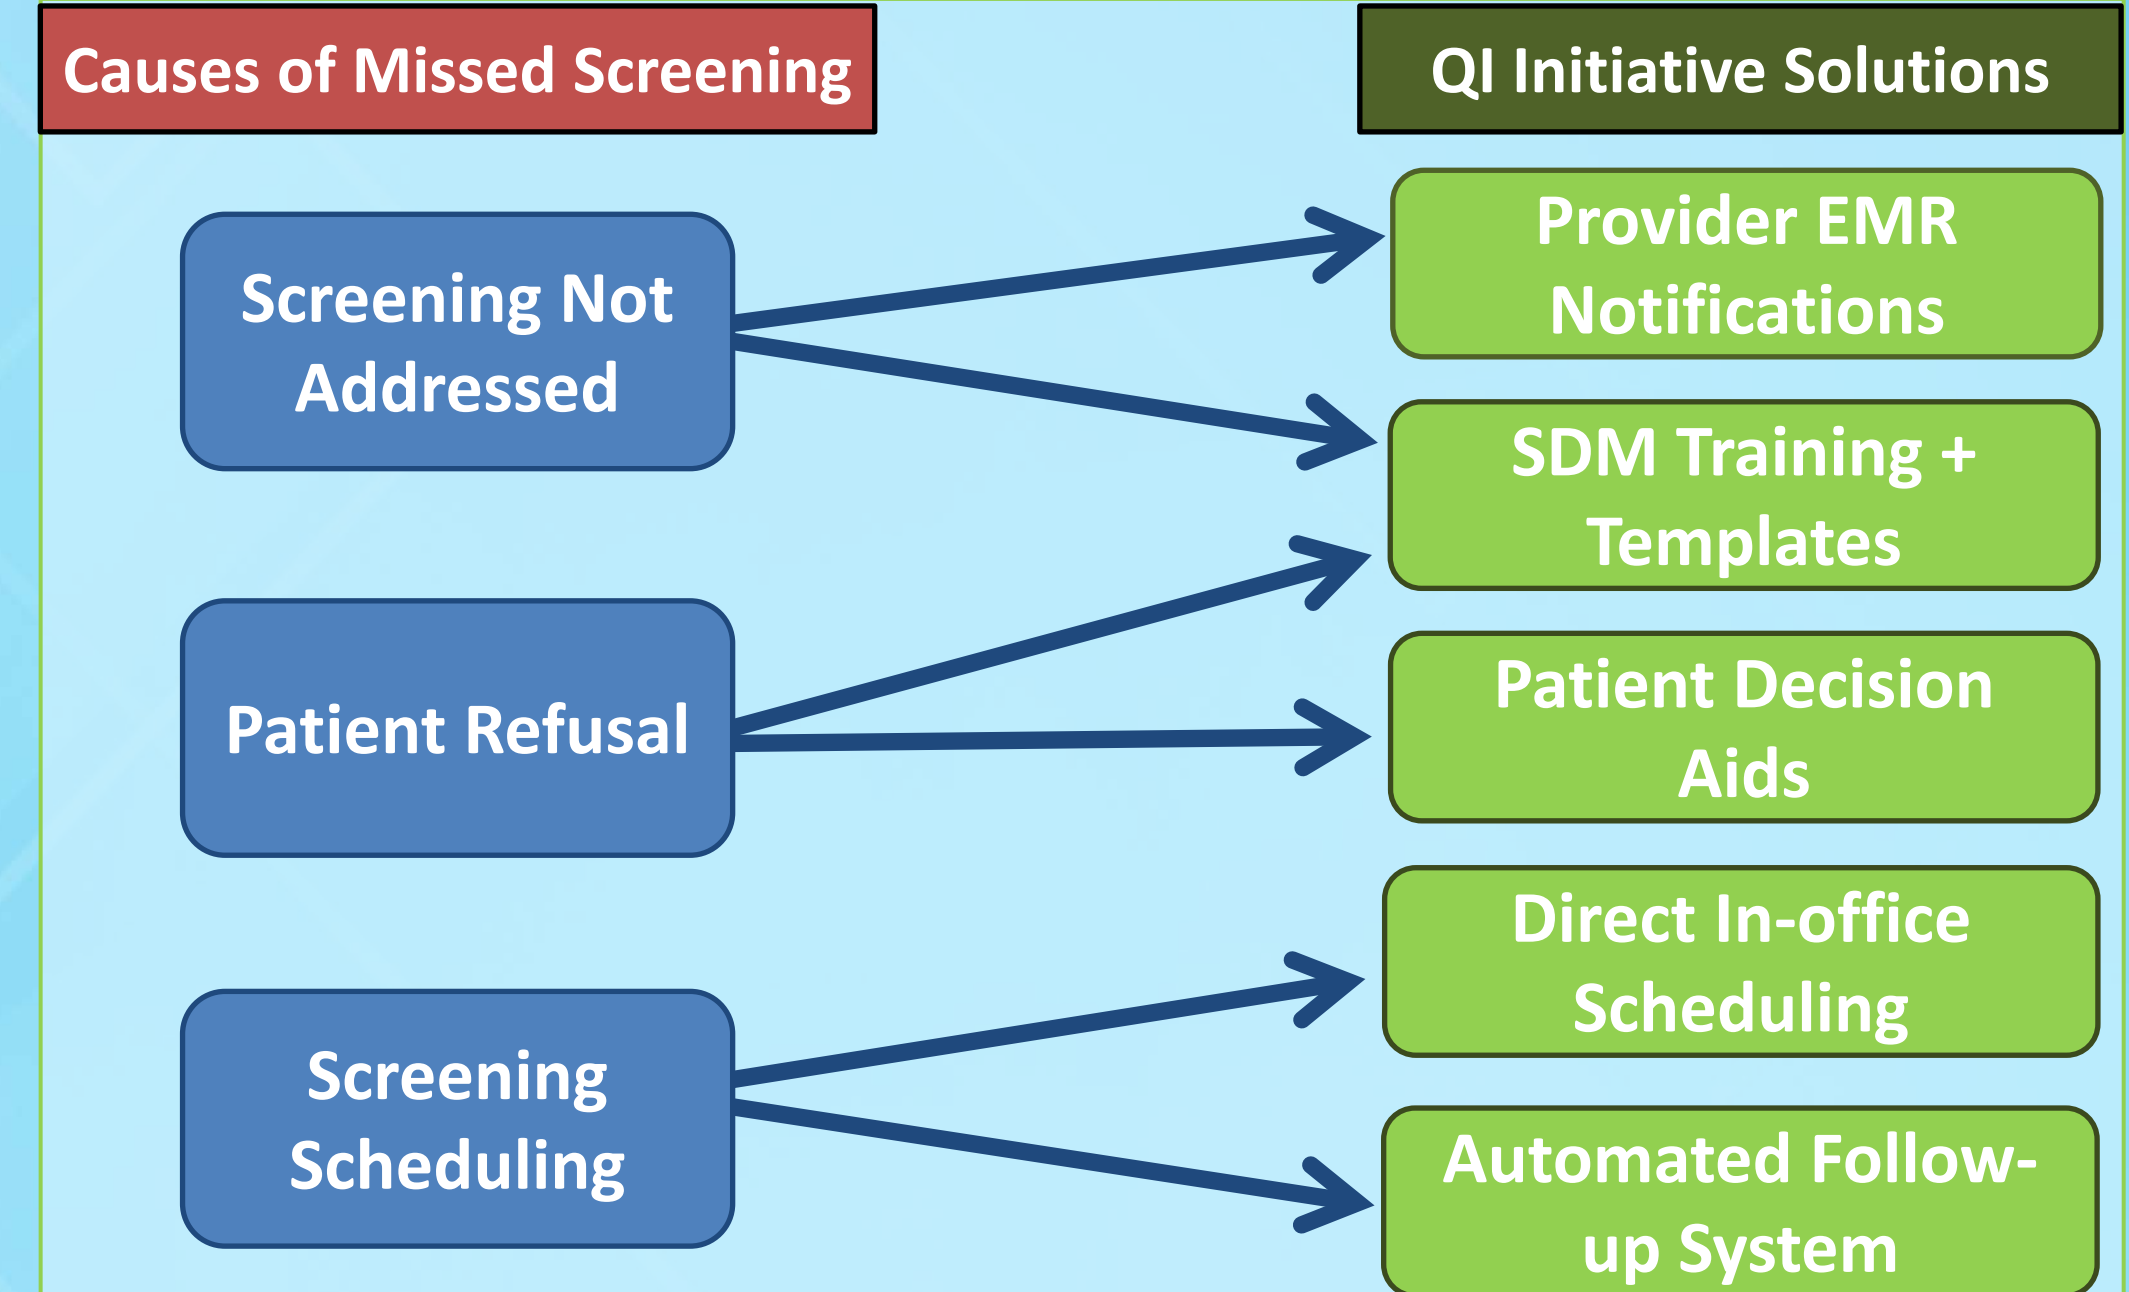 Causes of Missed Screening
QI Initiative Solutions
Screening Not
Addressed
Patient Refusal
Screening
Scheduling
Provider EMR
Notifications
SDM Training +
Templates
Patient Decision
Aids
Direct In-office
Scheduling
Automated Follow-
up System